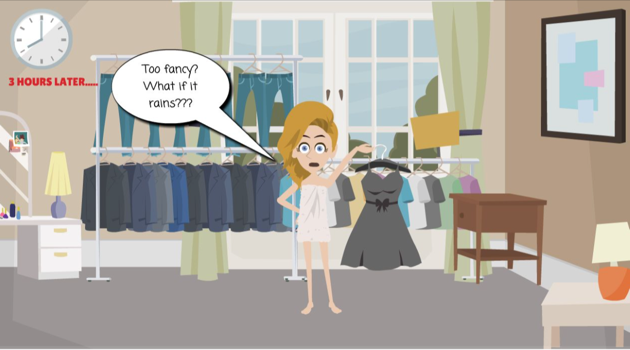 3 HOURS LATER.....
Too fancy?
What if it
rains???